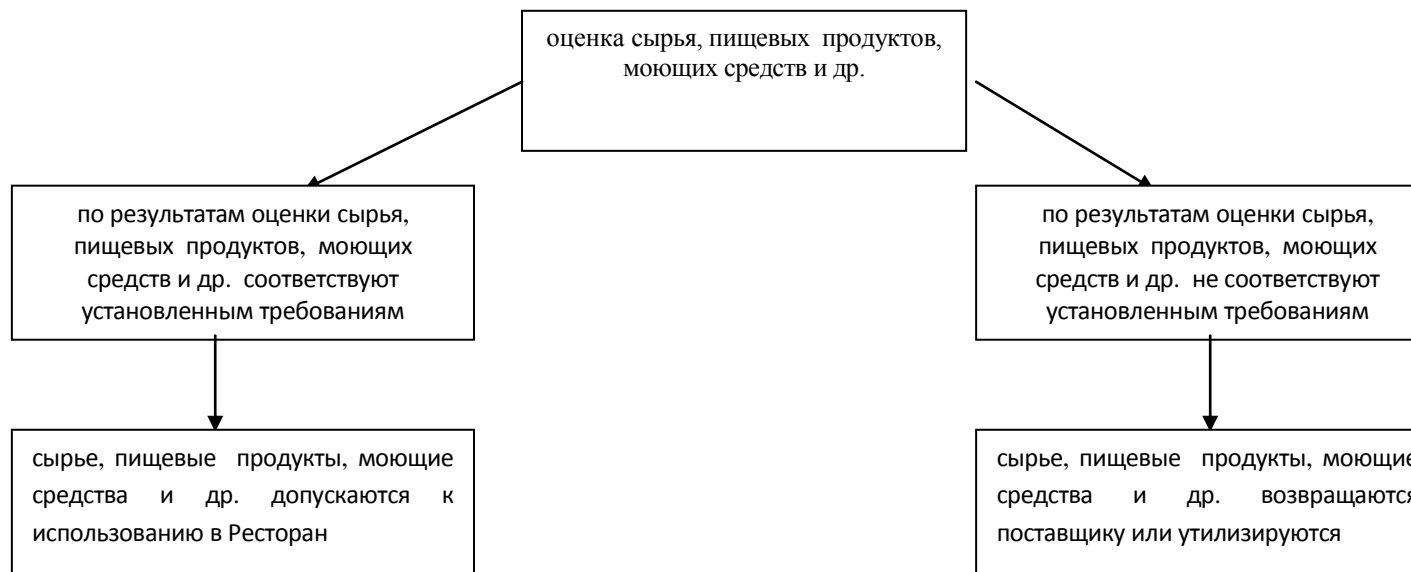 оценка сырья, пищевых продуктов,
моющих средств и др.
по результатам оценки сырья,
пищевых продуктов, моющих
средств и др. соответствуют
установленным требованиям
по результатам оценки сырья,
пищевых продуктов, моющих
средств и др. не соответствуют
установленным требованиям
сырье, пищевые продукты, моющие
средства и др. допускаются к
использованию в Ресторан
сырье, пищевые продукты, моющие
средства и др. возвращаются
поставщику или утилизируются